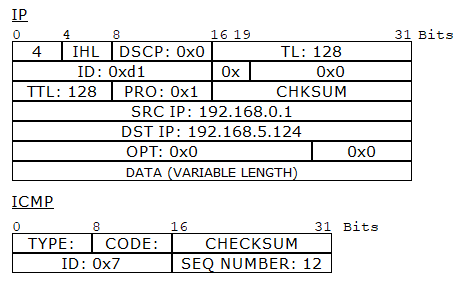 IP
0 4 8 16 19 31 Bits
4 IHL DSCP: 0x0 TL: 128
ID: 0xd1 0x 0x0
TTL: 128 PRO: 0x1 CHKSUM
SRC IP: 192.168.0.1
DST IP: 192.168.5.124
OPT: 0x0 0x0
DATA (VARIABLE LENGTH)
ICMP
0 8 16 31 Bits
TYPE: CODE: CHECKSUM
ID: 0x7 SEQ NUMBER: 12